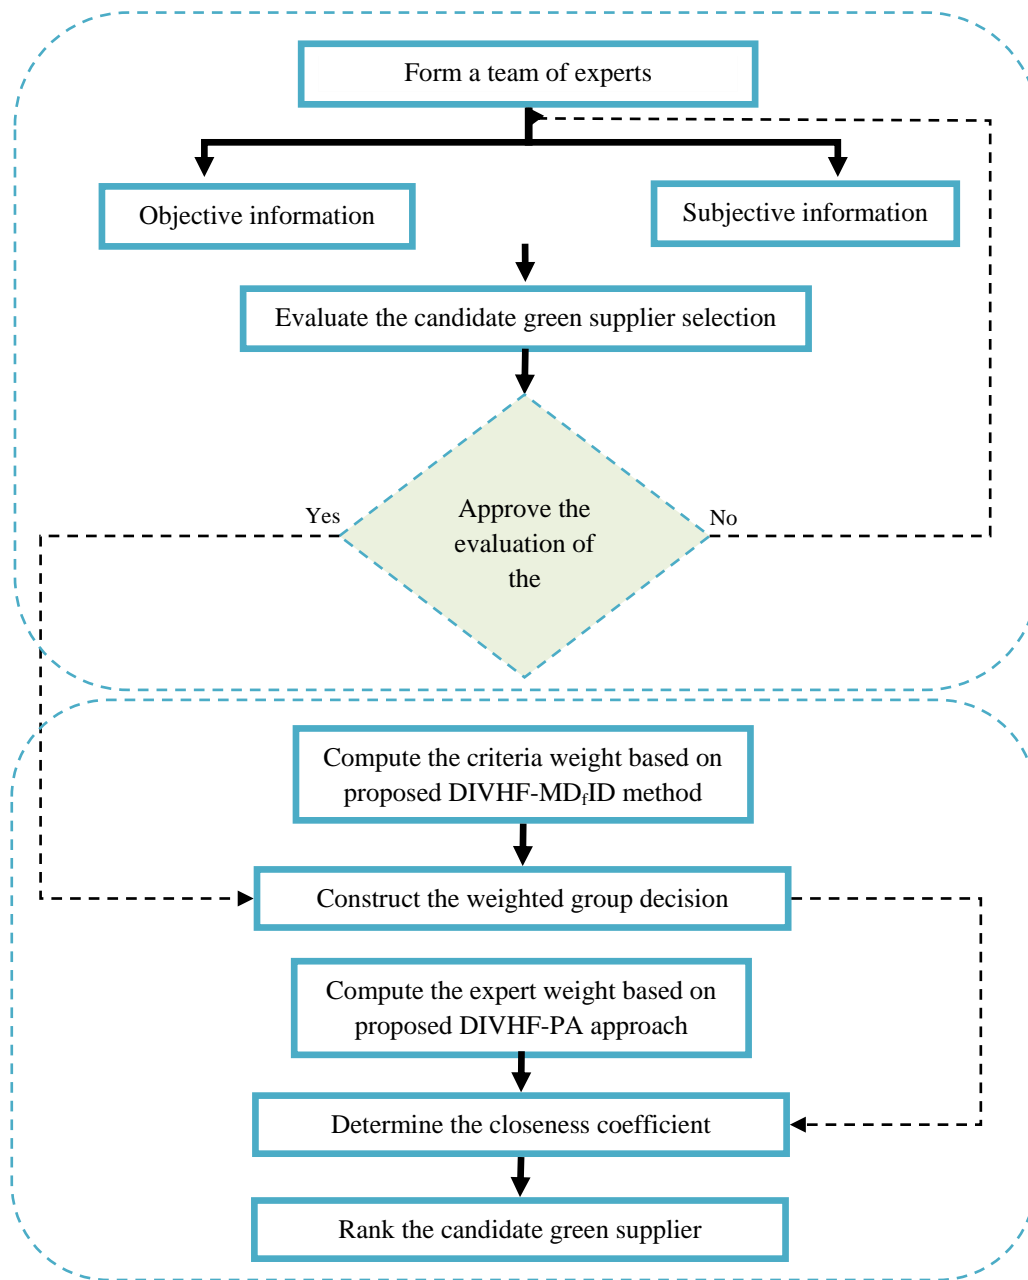 Form a team of experts
Objective information
Subjective information
Evaluate the candidate green supplier selection
Yes
No
Approve the
evaluation of
the
Compute the criteria weight based on
proposed DIVHF-MDfID method
Construct the weighted group decision
Compute the expert weight based on
proposed DIVHF-PA approach
Determine the closeness coefficient
Rank the candidate green supplier